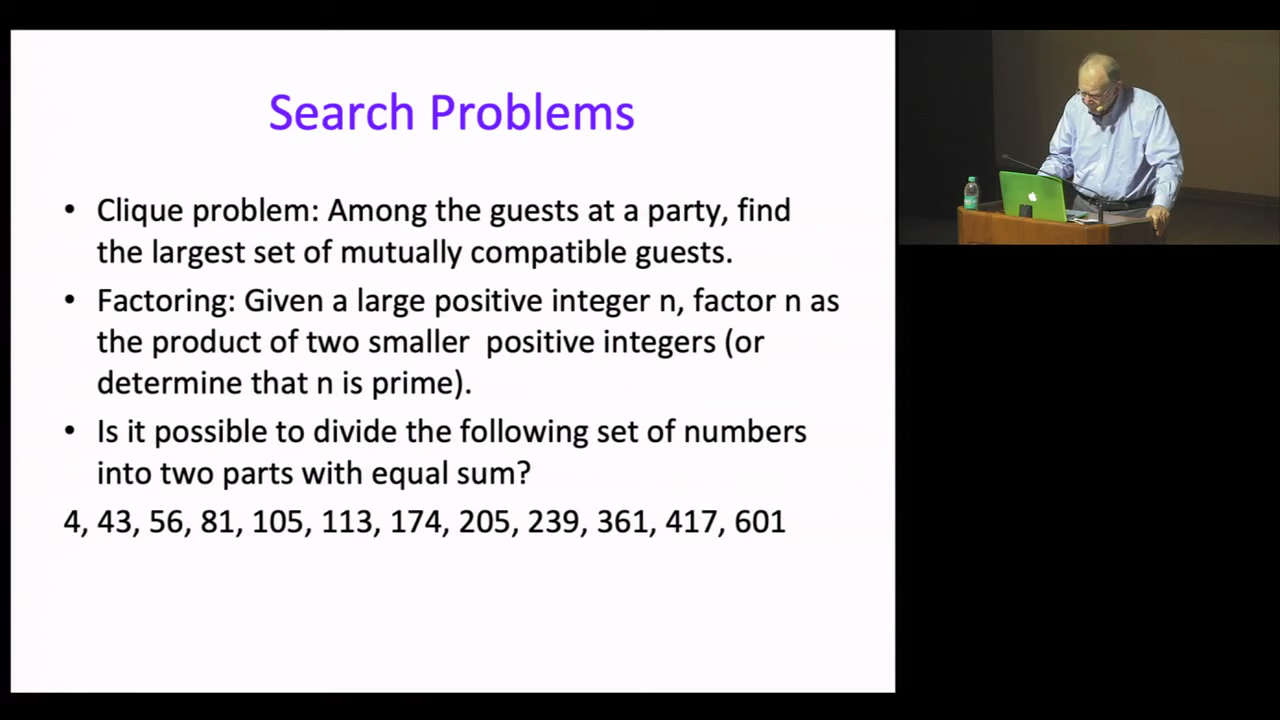 Search Problems
• Clique problem: Among the guests at a party, find
the largest set of mutually compatible guests.
• Factoring: Given a large positive integer n, factor n as
the product of two smaller positive integers (or
determine that n is prime).
• Is it possible to divide the following set of numbers
into two parts with equal sum?
4, 43, 56, 81, 105, 113, 174, 205, 239, 361, 417, 601